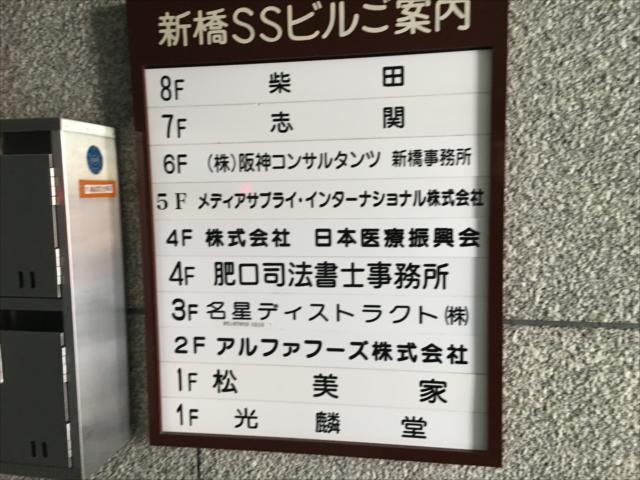 新橋SSビルご案内
8F 柴田
7F 志関
6F (株)阪神コンサルタンツ 新橋事務所
5F メディアサプライ・インターナショナル株式会社
4F 株式会社 日本医療振興会
4F 肥口司法書士事務所
3F 名星ディストラクト(株)
2F アルファフーズ株式会社
1F 松美家
1F 光麟堂